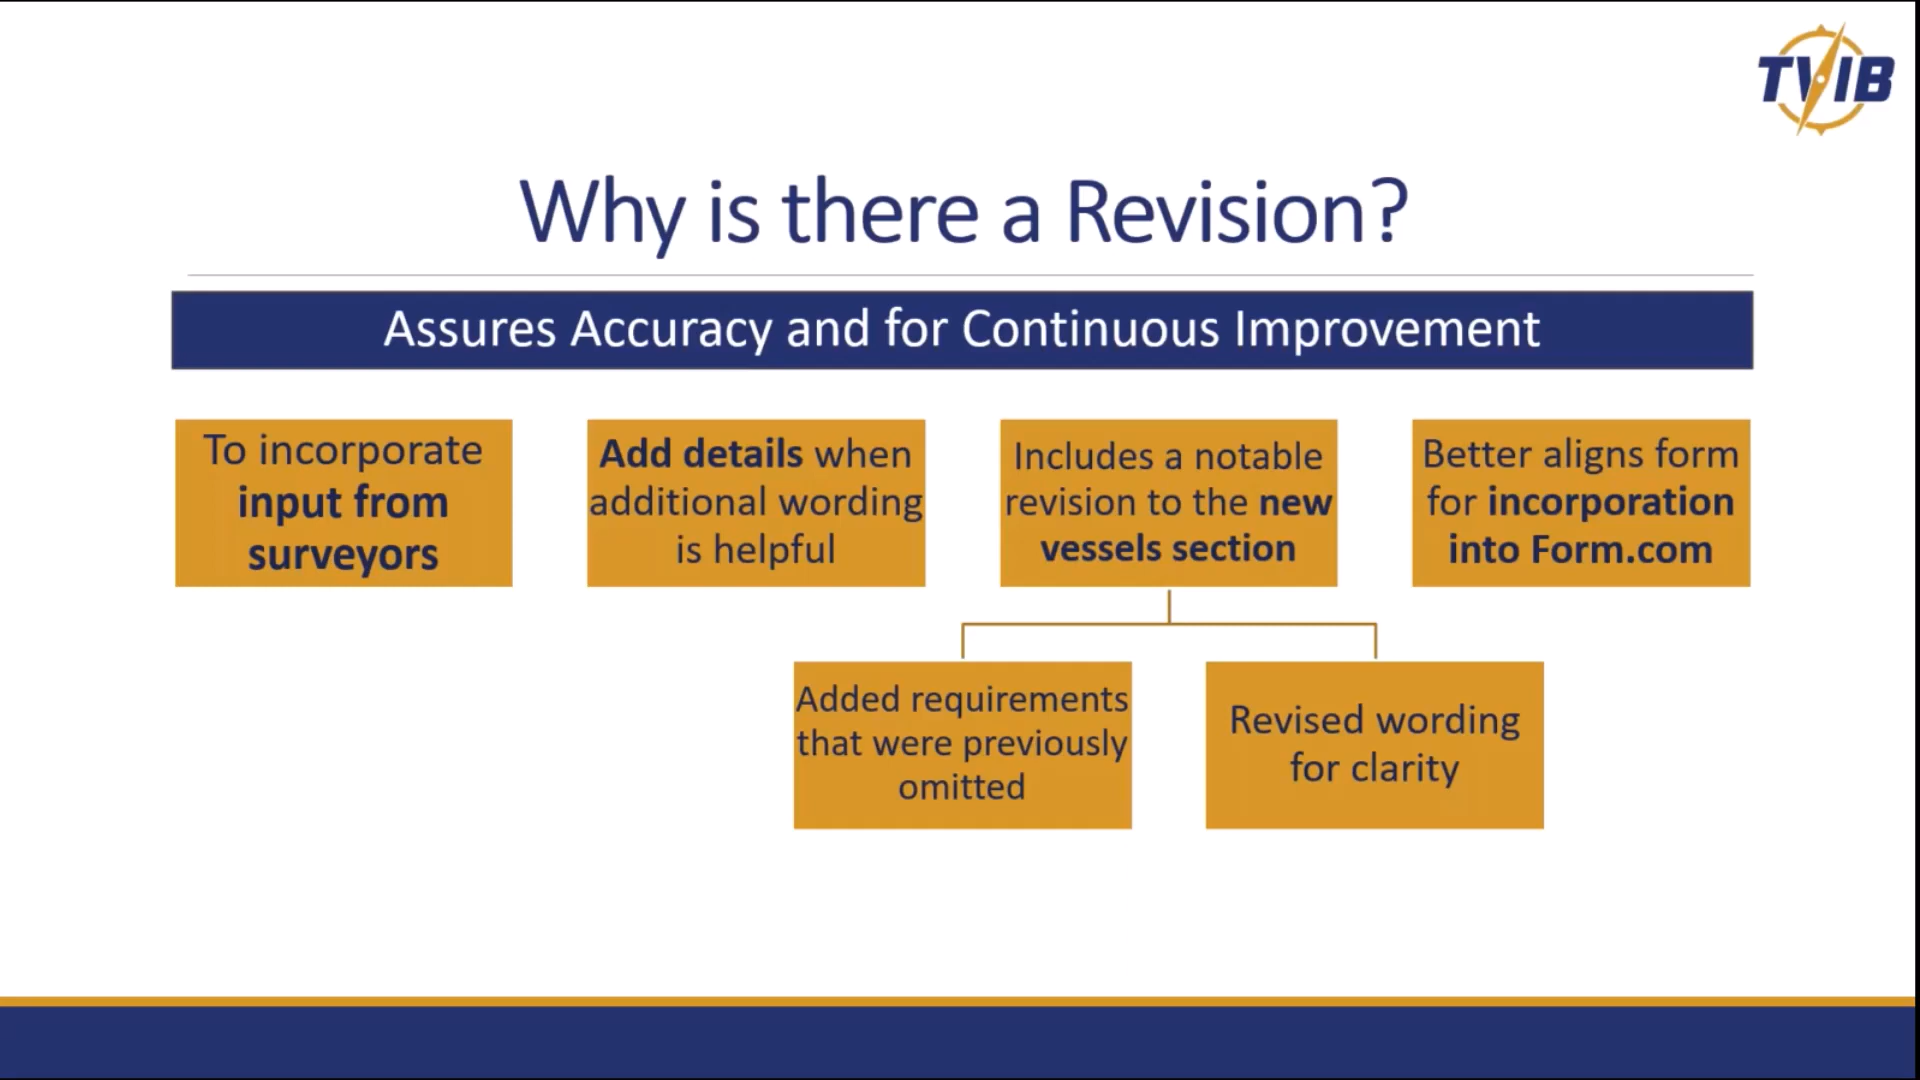 TVIB
Why is there a Revision?
Assures Accuracy and for Continuous Improvement
To incorporate
input from
surveyors
Add details when
additional wording
is helpful
Includes a notable
revision to the new
vessels section
Better aligns form
for incorporation
into Form.com
Added requirements
that were previously
omitted
Revised wording
for clarity